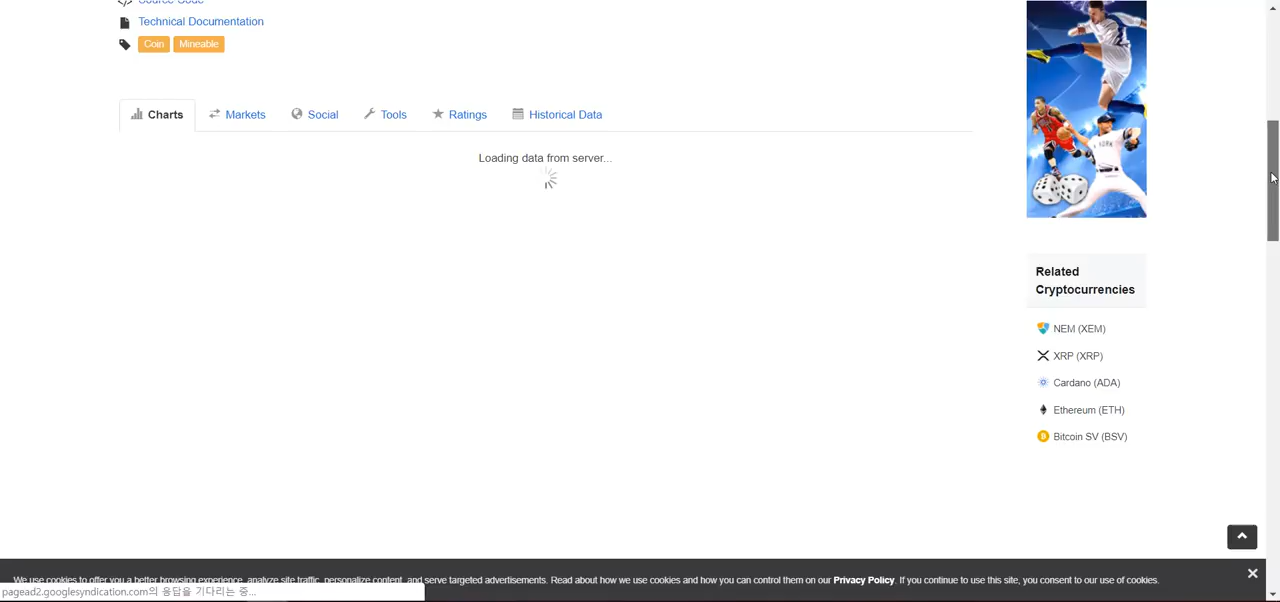 Source Code
Technical Documentation
Coin Mineable
Charts Markets Social Tools Ratings Historical Data
Loading data from server...
YORK
Related
Cryptocurrencies
NEM (XEM)
XRP (XRP)
Cardano (ADA)
Ethereum (ETH)
Bitcoin SV (BSV)
We use cookies to offer you a better browsing experience, analyze site traffic, personalize content, and serve targeted advertisements. Read about how we use cookies and how you can control them on our Privacy Policy. If you continue to use this site, you consent to our use of cookies.
pagead2.googlesyndication.com의 응답을 기다리는 중...